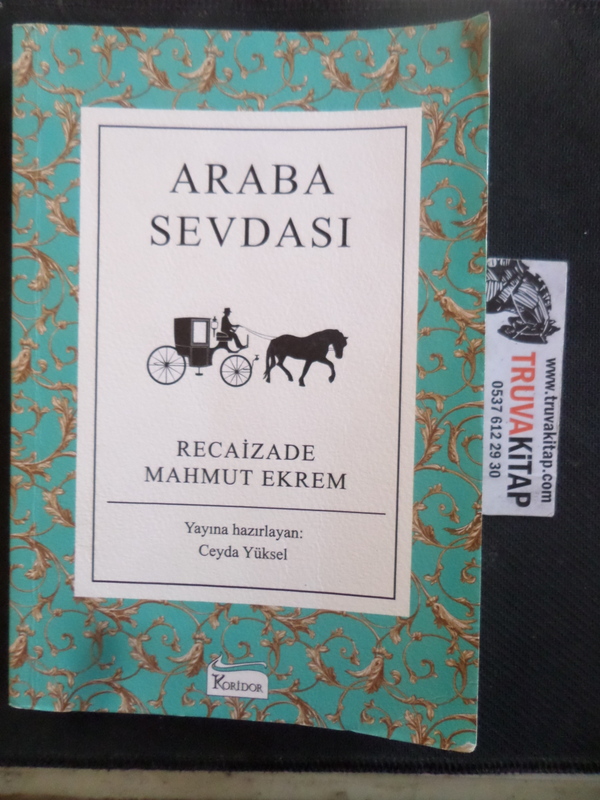 ARABA
SEVDASI
RECAİZADE
MAHMUT EKREM
Yayına hazırlayan:
Ceyda Yüksel
KORİDOR
www.truvakitap.com
TRUVAKİTAP
0537 612 29 30